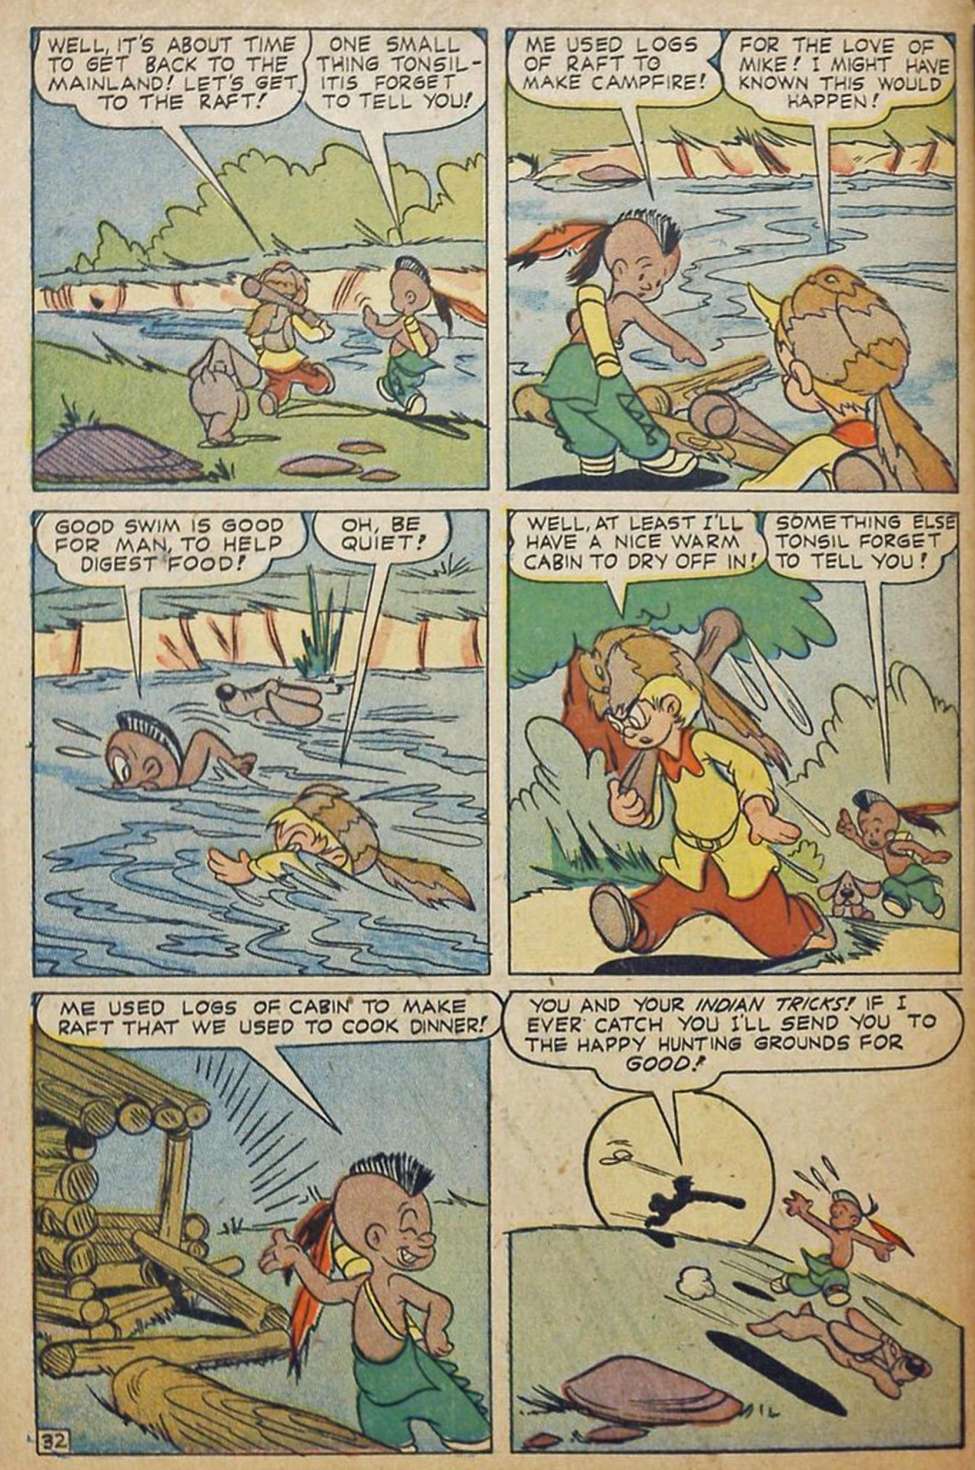 WELL, IT'S ABOUT TIME
TO GET BACK TO THE
MAINLAND! LET'S GET
TO THE RAFT!
ONE SMALL
THING TONSIL-
ITIS FORGET
TO TELL YOU!
ME USED LOGS
OF RAFT TO
MAKE CAMPFIRE!
FOR THE LOVE OF
MIKE! I MIGHT HAVE
KNOWN THIS WOULD
HAPPEN!
GOOD SWIM IS GOOD
FOR MAN, TO HELP
DIGEST FOOD!
OH, BE
QUIET!
WELL, AT LEAST I'LL
HAVE A NICE WARM
CABIN TO DRY OFF IN!
SOMETHING ELSE
TONSIL FORGET
TO TELL YOU!
ME USED LOGS OF CABIN TO MAKE
RAFT THAT WE USED TO COOK DINNER!
YOU AND YOUR INDIAN TRICKS! IF I
EVER CATCH YOU I'LL SEND YOU TO
THE HAPPY HUNTING GROUNDS FOR
GOOD!
32